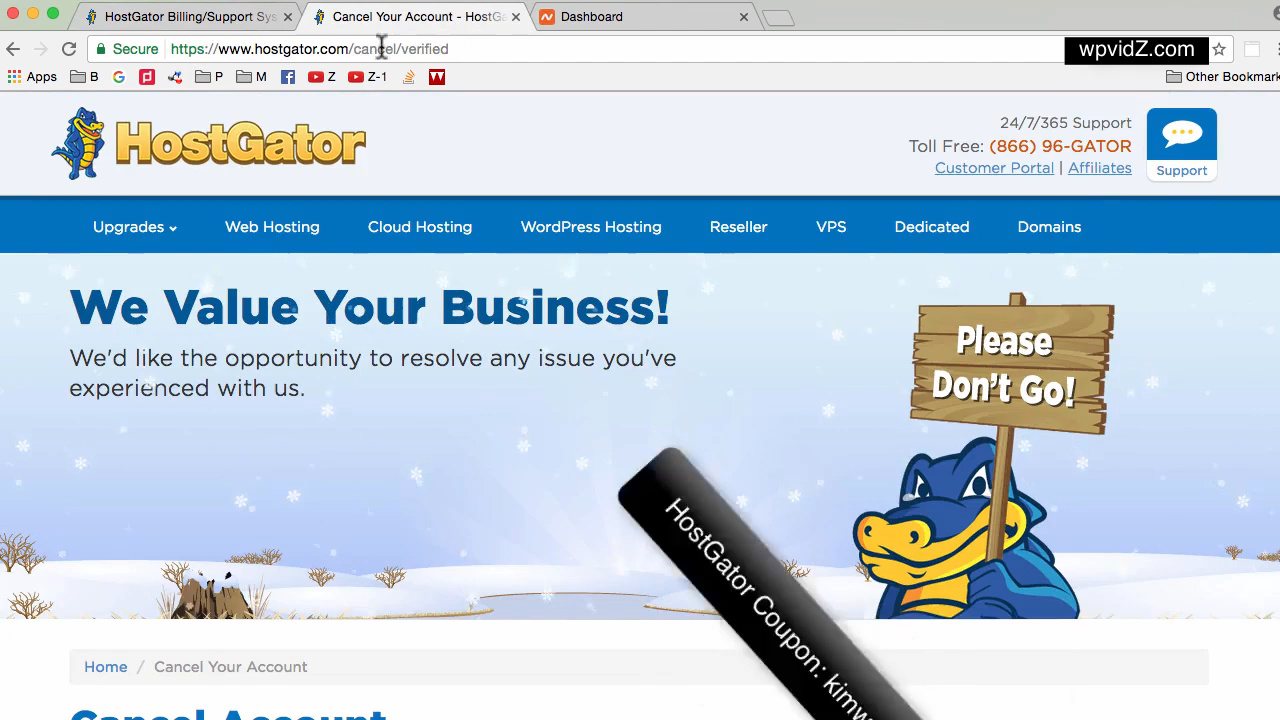 HostGator Billing/Support Sys
Cancel Your Account - HostGa
Dashboard
Secure
https://www.hostgator.com/cancel/verified
wpvidZ.com
Apps
B
P
M
Z
Z-1
Other Bookmark
HostGator
24/7/365 Support
Toll Free: (866) 96-GATOR
Customer Portal | Affiliates
Support
Upgrades
Web Hosting
Cloud Hosting
WordPress Hosting
Reseller
VPS
Dedicated
Domains
We Value Your Business!
We'd like the opportunity to resolve any issue you've
experienced with us.
Please
Don't Go!
HostGator Coupon: kimw
Home / Cancel Your Account
Cancel Account